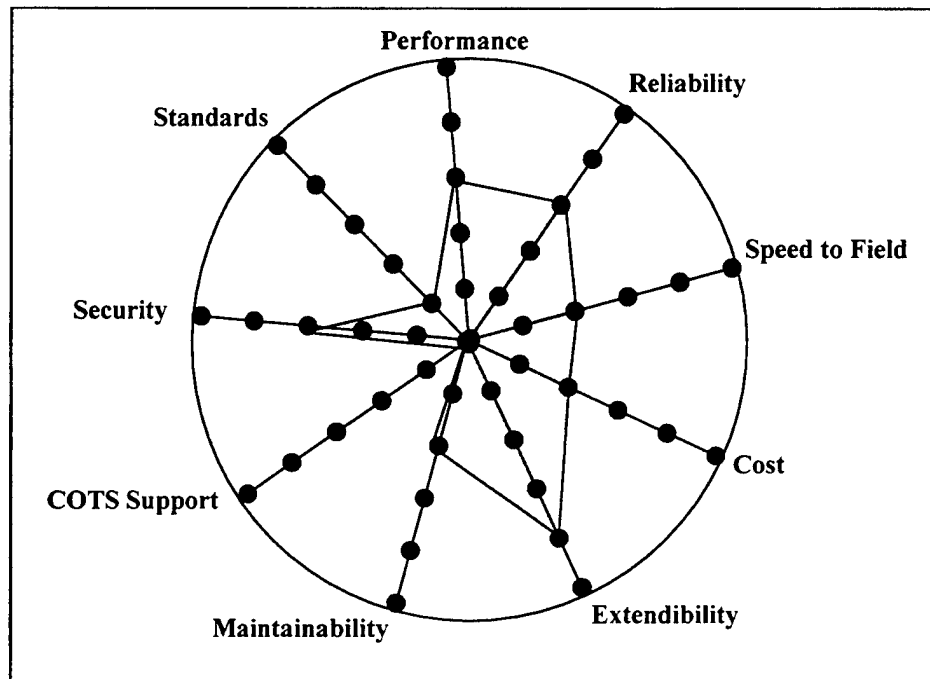 Performance
Reliability
Standards
Speed to Field
Security
Cost
COTS Support
Extendibility
Maintainability